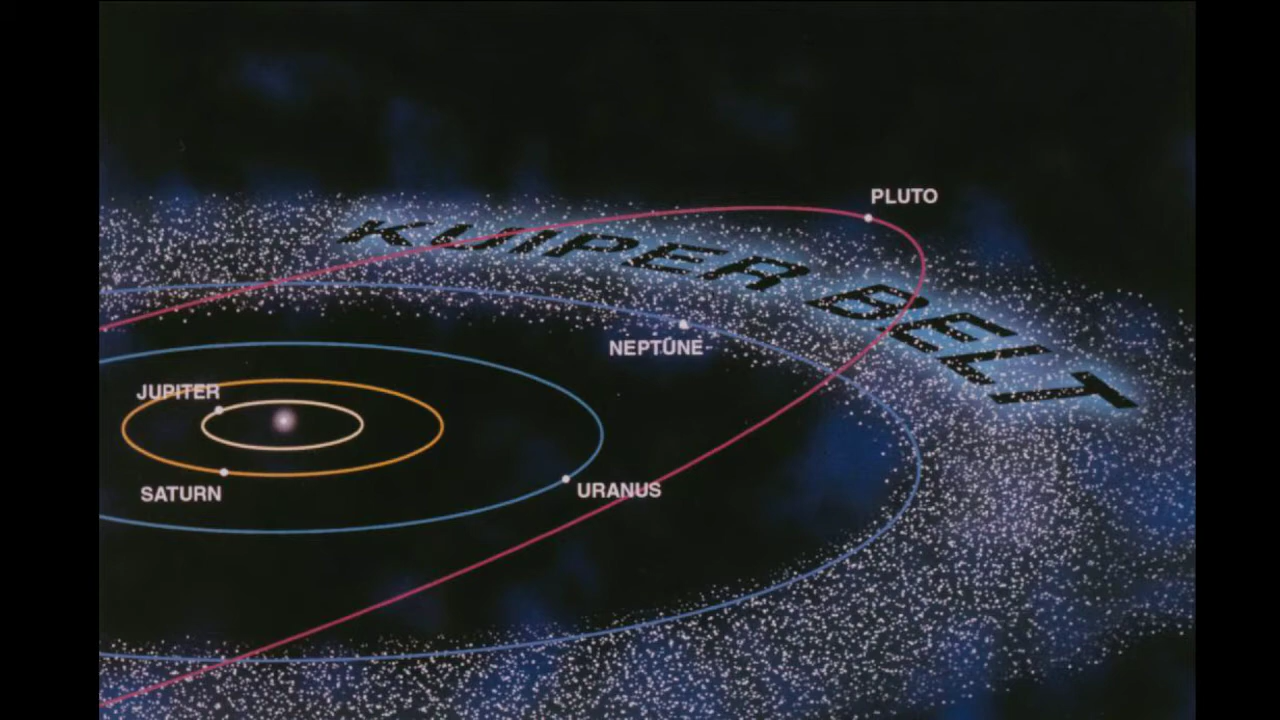 PLUTO
KUIPER BELT
NEPTUNE
JUPITER
SATURN
URANUS